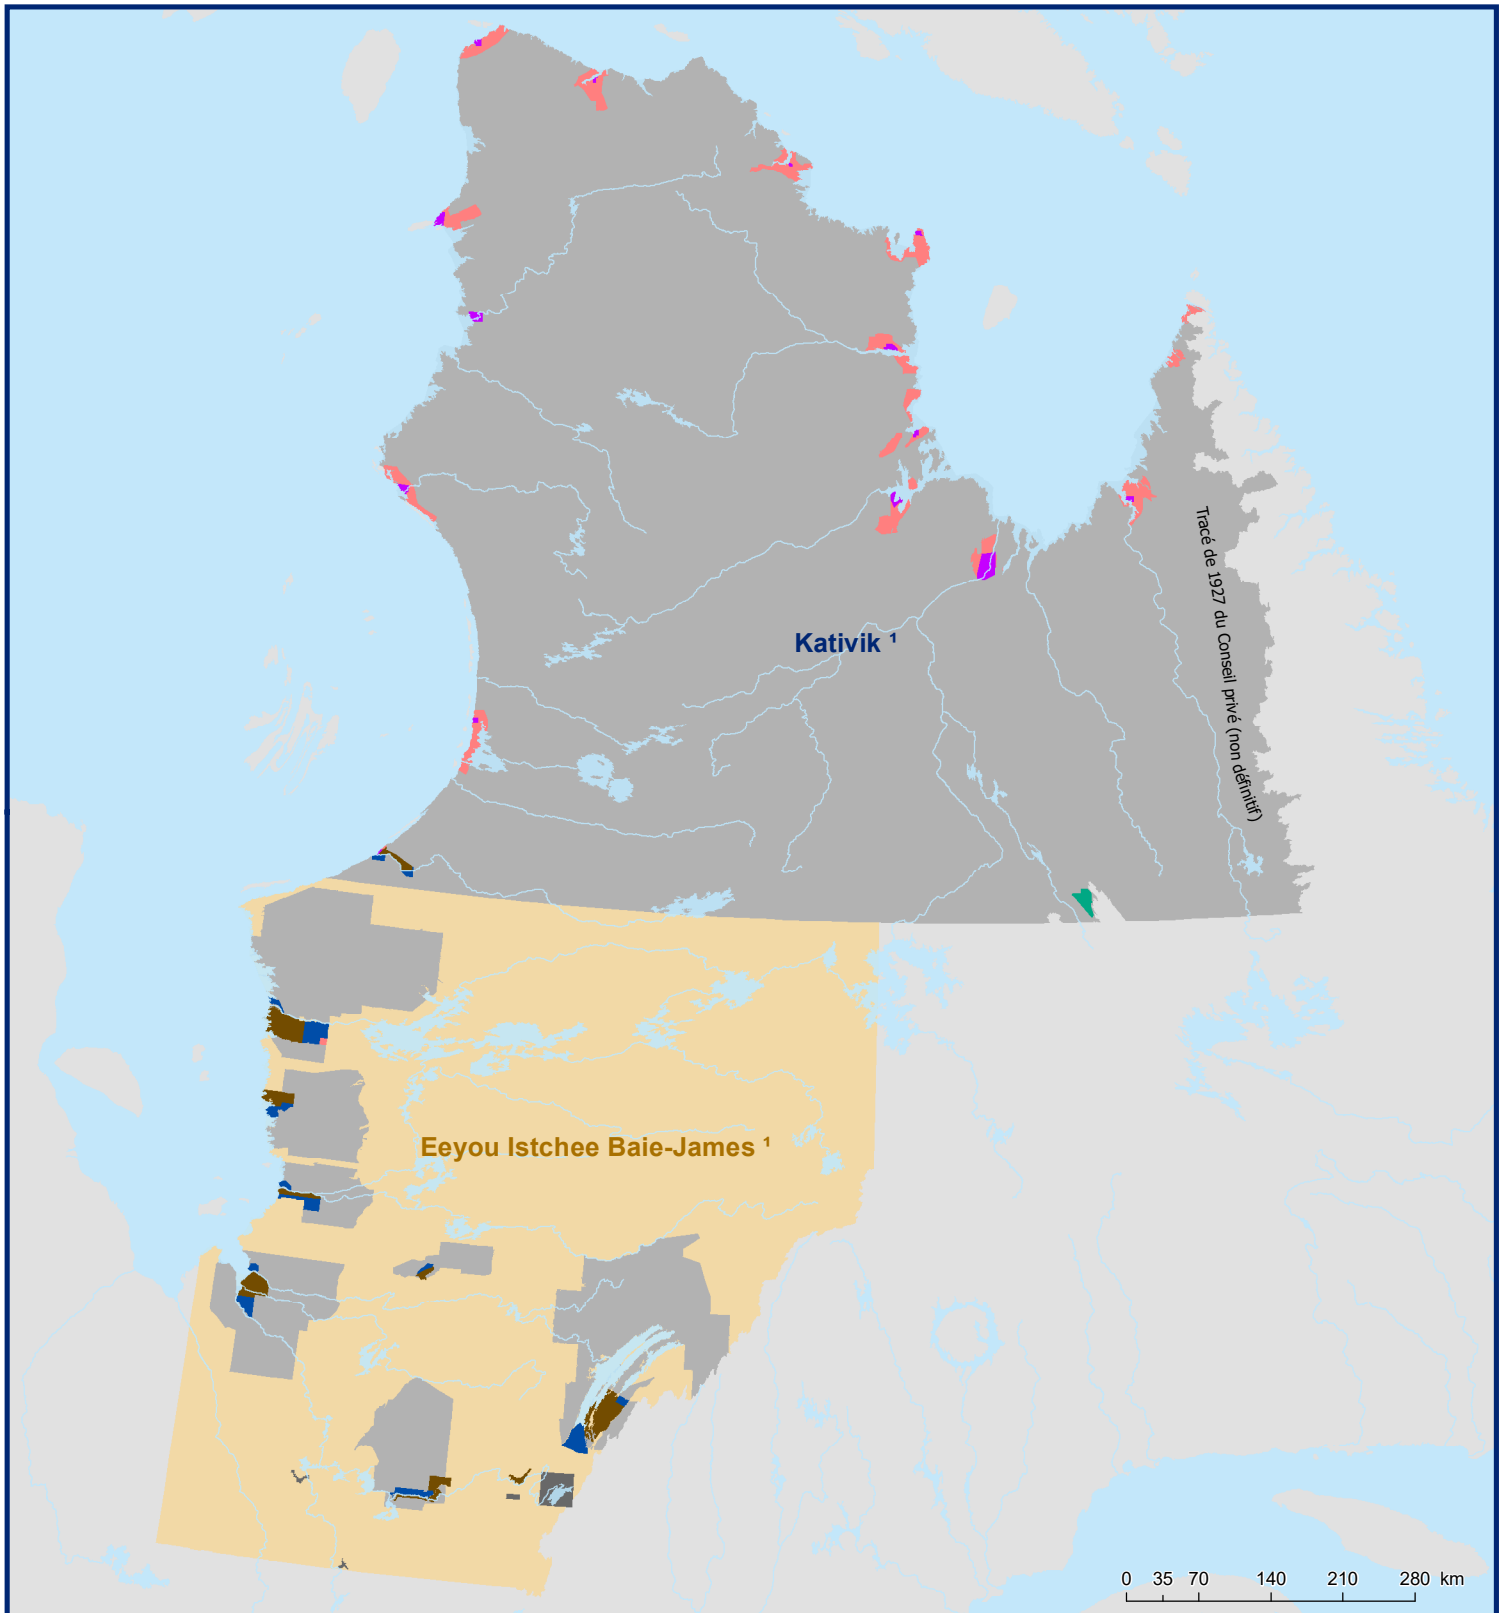 Kativik ¹
Tracé de 1927 du Conseil privé (non définitif)
Eeyou Istchee Baie-James ¹
0 35 70 140 210 280 km